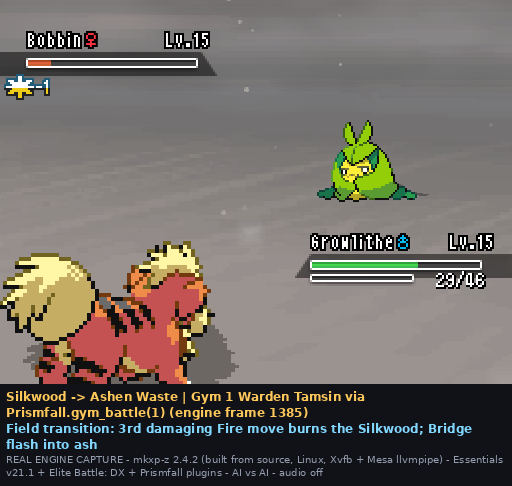 Bobbin♀ Lv.15
-1
Growlithe♂ Lv.15
29/46
Silkwood -> Ashen Waste | Gym 1 Warden Tamsin via
Prismfall.gym_battle(1) (engine frame 1385)
Field transition: 3rd damaging Fire move burns the Silkwood; Bridge
flash into ash
REAL ENGINE CAPTURE - mkxp-z 2.4.2 (built from source, Linux, Xvfb + Mesa llvmpipe) - Essentials
v21.1 + Elite Battle: DX + Prismfall plugins - AI vs AI - audio off